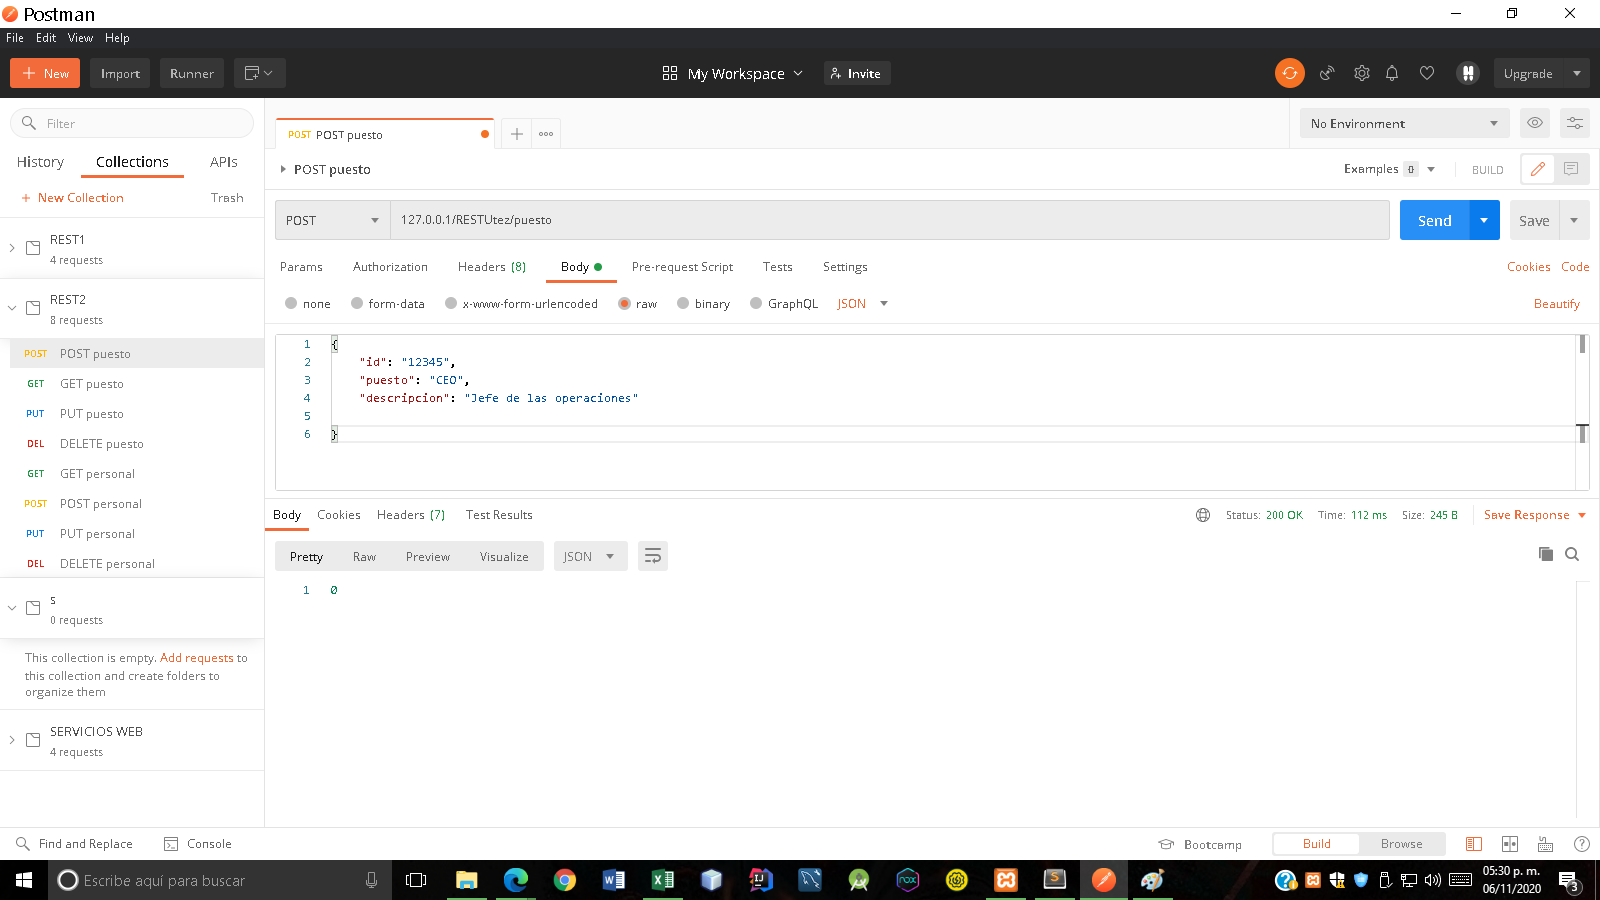 Postman
File Edit View Help
New Import Runner My Workspace Invite Upgrade
Filter
History Collections APIs
New Collection Trash
REST1
4 requests
REST2
8 requests
POST POST puesto
GET GET puesto
PUT PUT puesto
DEL DELETE puesto
GET GET personal
POST POST personal
PUT PUT personal
DEL DELETE personal
s
0 requests
This collection is empty. Add requests to
this collection and create folders to
organize them
SERVICIOS WEB
4 requests
POST POST puesto No Environment
POST puesto Examples 0 BUILD
POST 127.0.0.1/RESTUtez/puesto Send Save
Params Authorization Headers (8) Body Pre-request Script Tests Settings Cookies Code
none form-data x-www-form-urlencoded raw binary GraphQL JSON Beautify
1 {
2 "id": "12345",
3 "puesto": "CEO",
4 "descripcion": "Jefe de las operaciones"
5
6 }
Body Cookies Headers (7) Test Results Status: 200 OK Time: 112 ms Size: 245 B Save Response
Pretty Raw Preview Visualize JSON
1 0
Find and Replace Console Bootcamp Build Browse
Escribe aquí para buscar
05:30 p. m.
06/11/2020
3